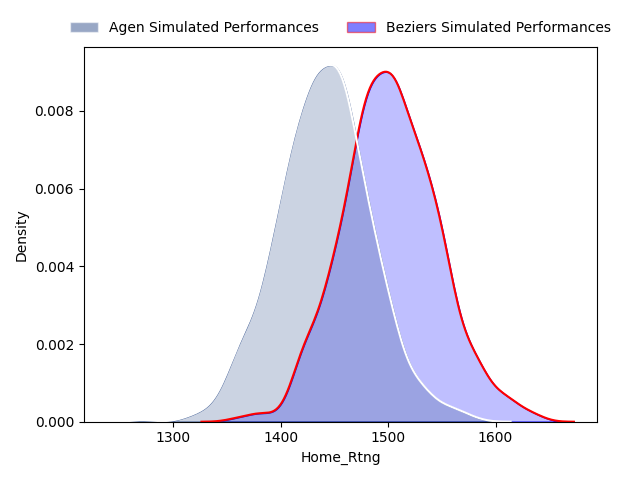 Agen Simulated Performances Beziers Simulated Performances
0.008
0.006
0.004
0.002
0.000
Density
1300 1400 1500 1600
Home_Rtng